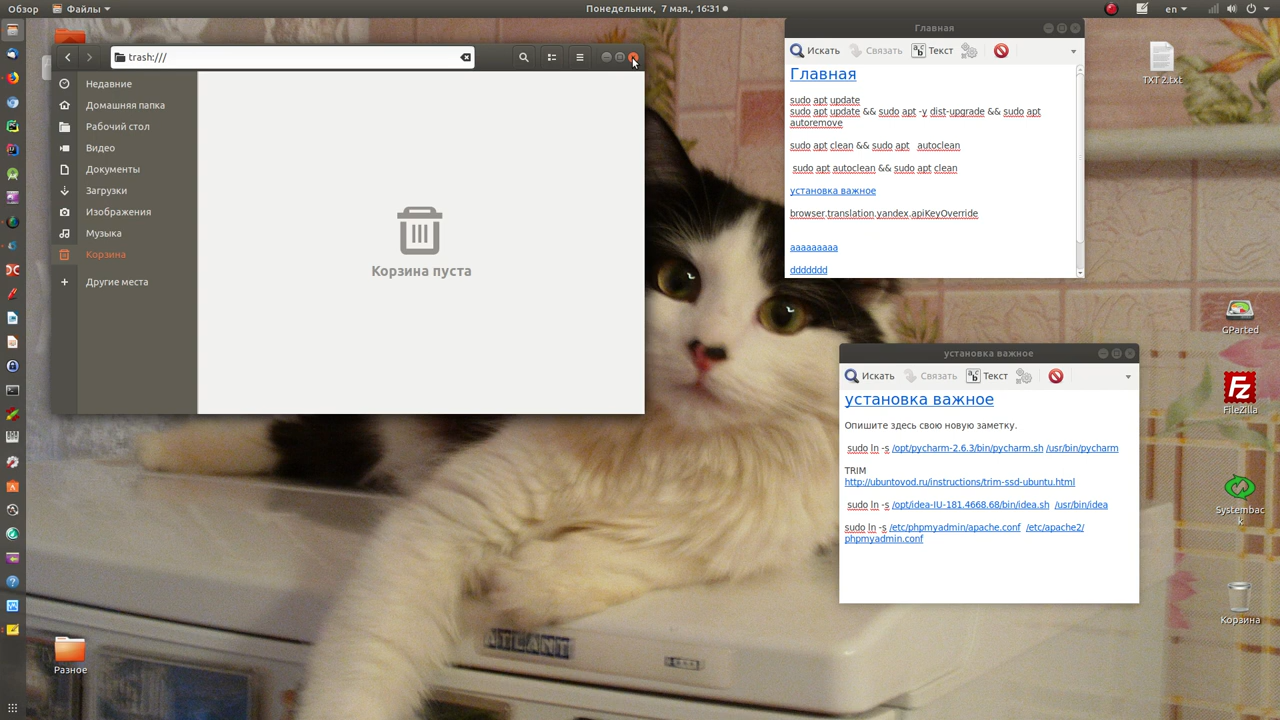 Обзор
Файлы
Понедельник, 7 мая., 16:31
en
trash:///
Недавние
Домашняя папка
Рабочий стол
Видео
Документы
Загрузки
Изображения
Музыка
Корзина
Другие места
Корзина пуста
Главная
Искать
Связать
Текст
Главная
sudo apt update
sudo apt update && sudo apt -y dist-upgrade && sudo apt
autoremove
sudo apt clean && sudo apt autoclean
sudo apt autoclean && sudo apt clean
установка важное
browser.translation.yandex.apiKeyOverride
ааааааааа
ddddddd
установка важное
Искать
Связать
Текст
установка важное
Опишите здесь свою новую заметку.
sudo ln -s /opt/pycharm-2.6.3/bin/pycharm.sh /usr/bin/pycharm
TRIM
http://ubuntovod.ru/instructions/trim-ssd-ubuntu.html
sudo ln -s /opt/idea-IU-181.4668.68/bin/idea.sh /usr/bin/idea
sudo ln -s /etc/phpmyadmin/apache.conf /etc/apache2/
phpmyadmin.conf
TXT 2.txt
GParted
FileZilla
Systembac
k
Корзина
Разное
ATLANT